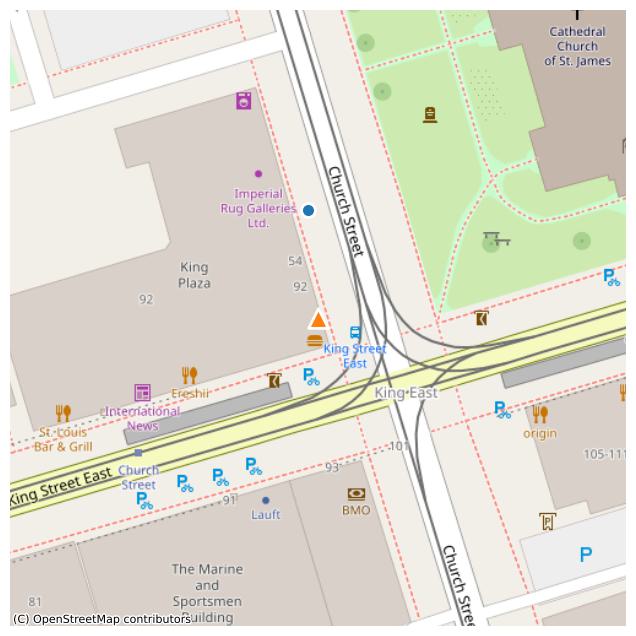 Cathedral
Church
of St. James
Church Street
Imperial
Rug Galleries
Ltd.
54
King
Plaza
92
92
King Street
East
Freshii
King East
International
News
St. Louis
Bar & Grill
origin
101
105-111
93
Church
Street
King Street East
91
Lauft
BMO
P
P
The Marine
and
Sportsmen
Building
81
Church Stree
(C) OpenStreetMap contributors